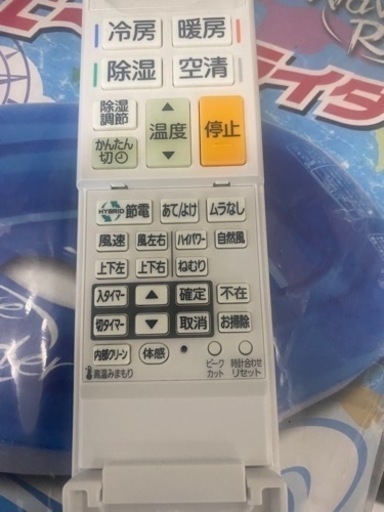 冷房 暖房
除湿 空清
除湿
調節
温度
停止
かんたん
切
HYBRID 節電 あて/よけ ムラなし
風速 風左右 ハイパワー 自然風
上下左 上下右 ねむり
入タイマー 確定 不在
切タイマー 取消 お掃除
内部クリーン 体感
高温みまもり
ピーク
カット
時計合わせ
リセット